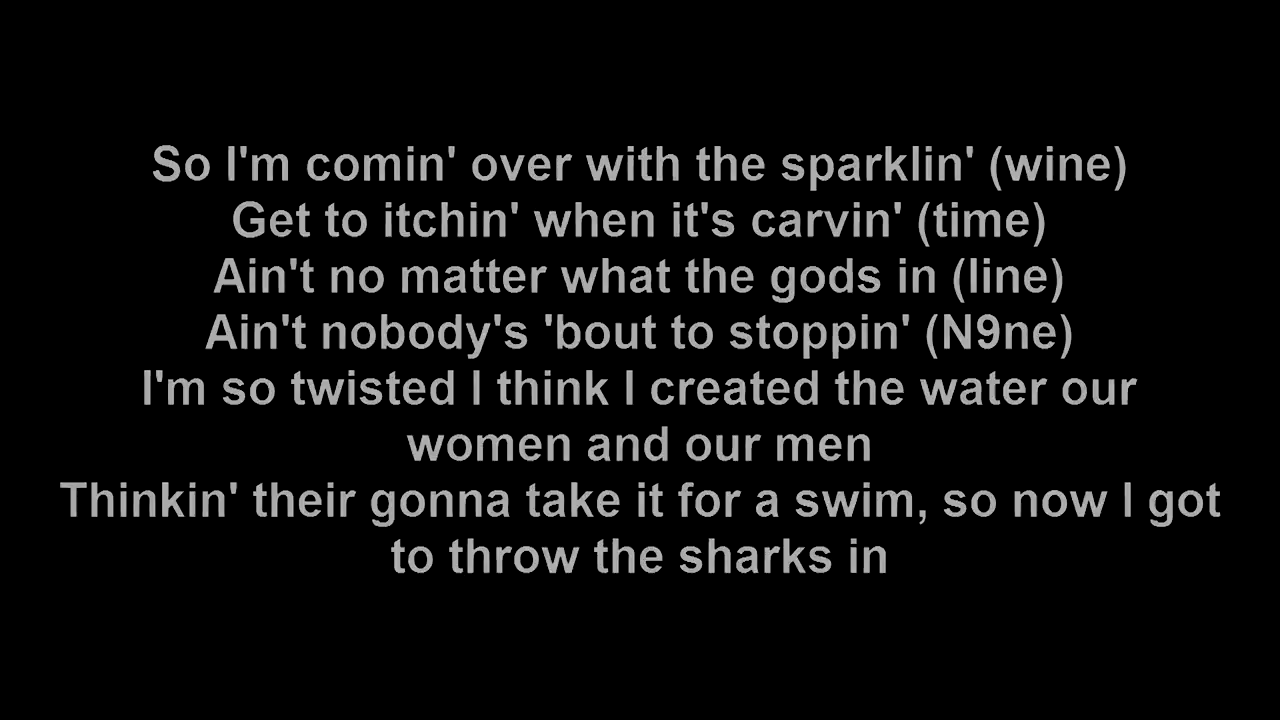 So I'm comin' over with the sparklin' (wine)
Get to itchin' when it's carvin' (time)
Ain't no matter what the gods in (line)
Ain't nobody's 'bout to stoppin' (N9ne)
I'm so twisted I think I created the water our
women and our men
Thinkin' their gonna take it for a swim, so now I got
to throw the sharks in